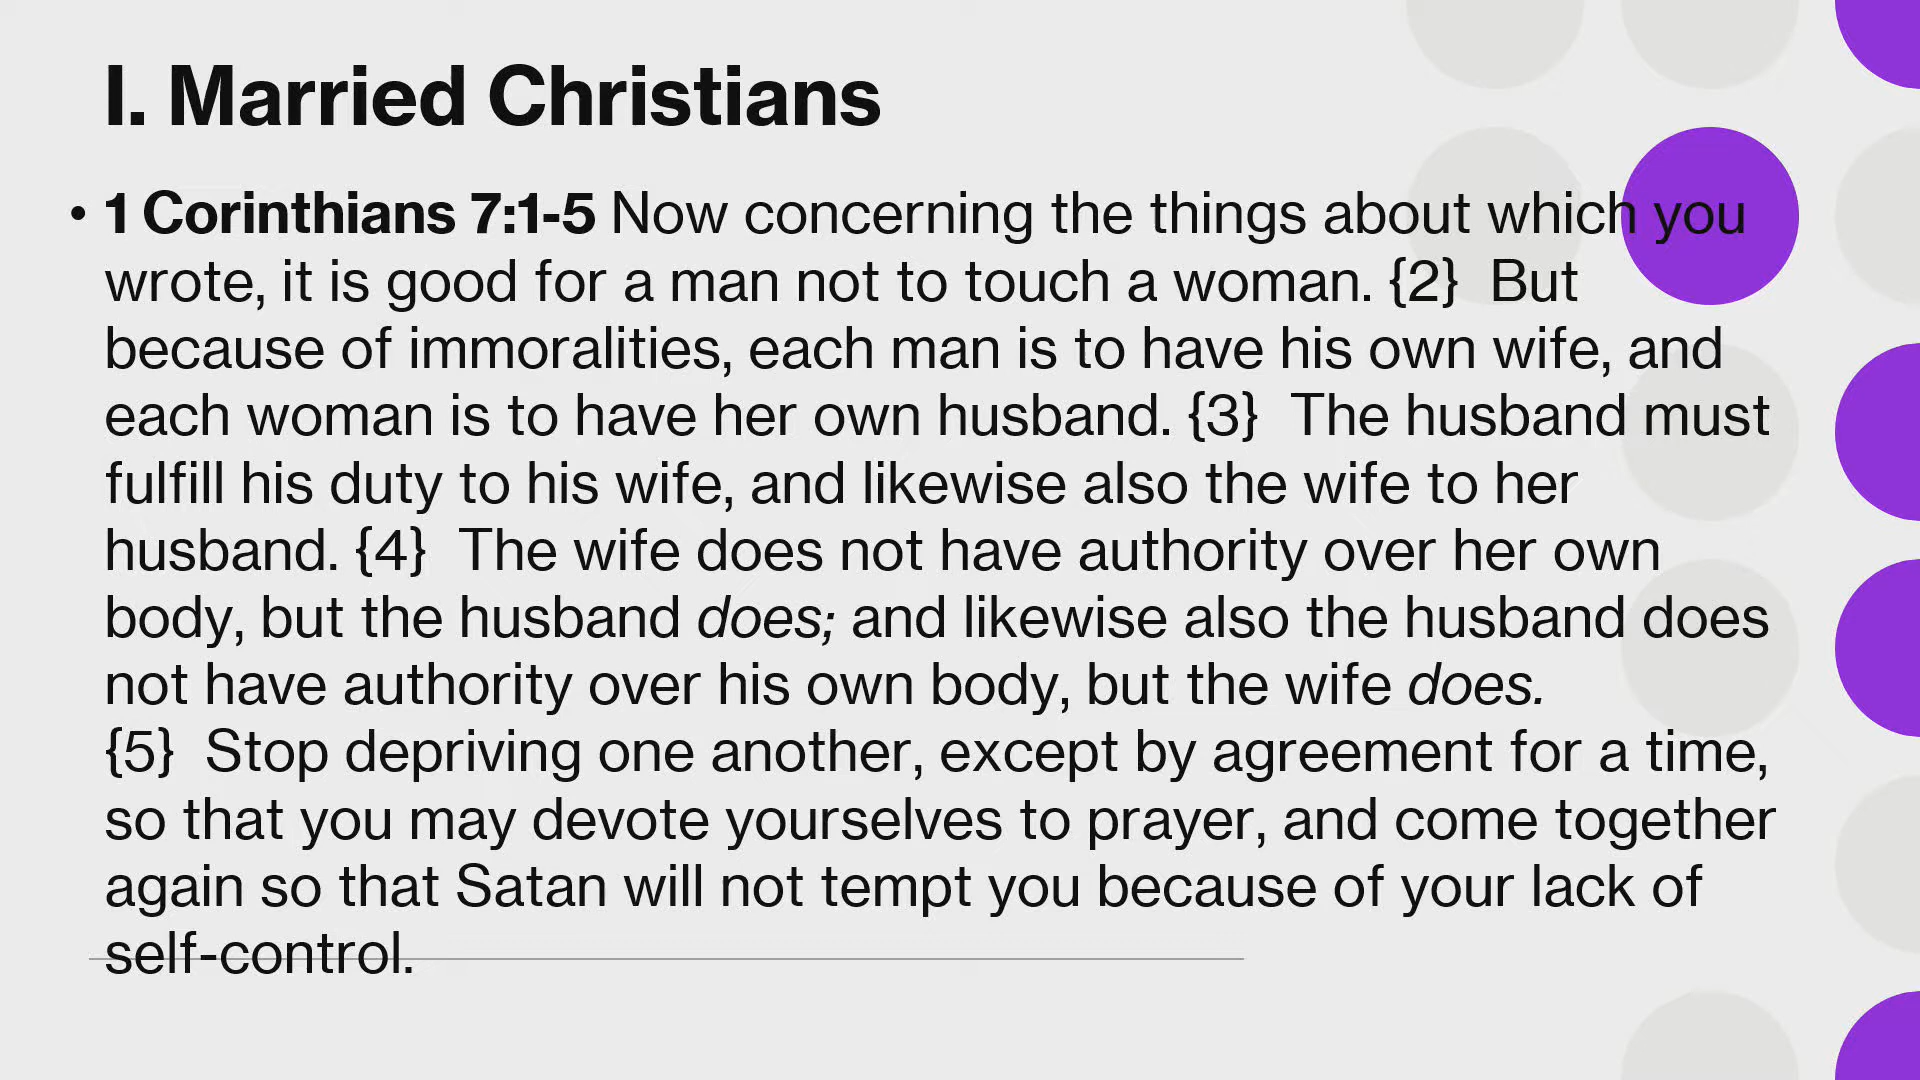 I. Married Christians
• 1 Corinthians 7:1-5 Now concerning the things about which you
wrote, it is good for a man not to touch a woman. {2}  But
because of immoralities, each man is to have his own wife, and
each woman is to have her own husband. {3}  The husband must
fulfill his duty to his wife, and likewise also the wife to her
husband. {4}  The wife does not have authority over her own
body, but the husband does; and likewise also the husband does
not have authority over his own body, but the wife does.
{5}  Stop depriving one another, except by agreement for a time,
so that you may devote yourselves to prayer, and come together
again so that Satan will not tempt you because of your lack of
self-control.